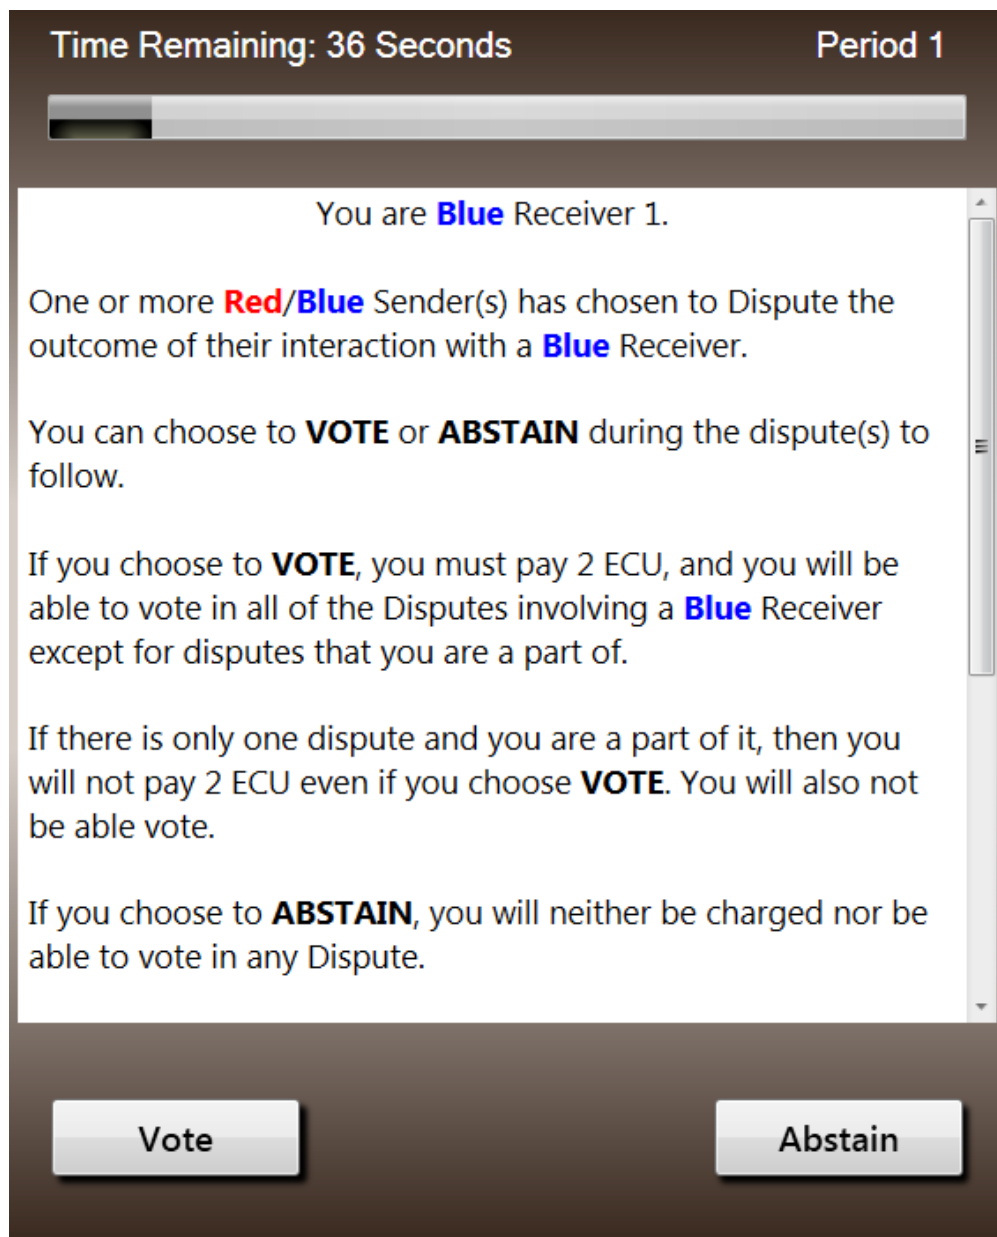 Time Remaining: 36 Seconds
Period 1
You are Blue Receiver 1.
One or more Red/Blue Sender(s) has chosen to Dispute the
outcome of their interaction with a Blue Receiver.
You can choose to VOTE or ABSTAIN during the dispute(s) to
follow.
If you choose to VOTE, you must pay 2 ECU, and you will be
able to vote in all of the Disputes involving a Blue Receiver
except for disputes that you are a part of.
If there is only one dispute and you are a part of it, then you
will not pay 2 ECU even if you choose VOTE. You will also not
be able vote.
If you choose to ABSTAIN, you will neither be charged nor be
able to vote in any Dispute.
Vote
Abstain